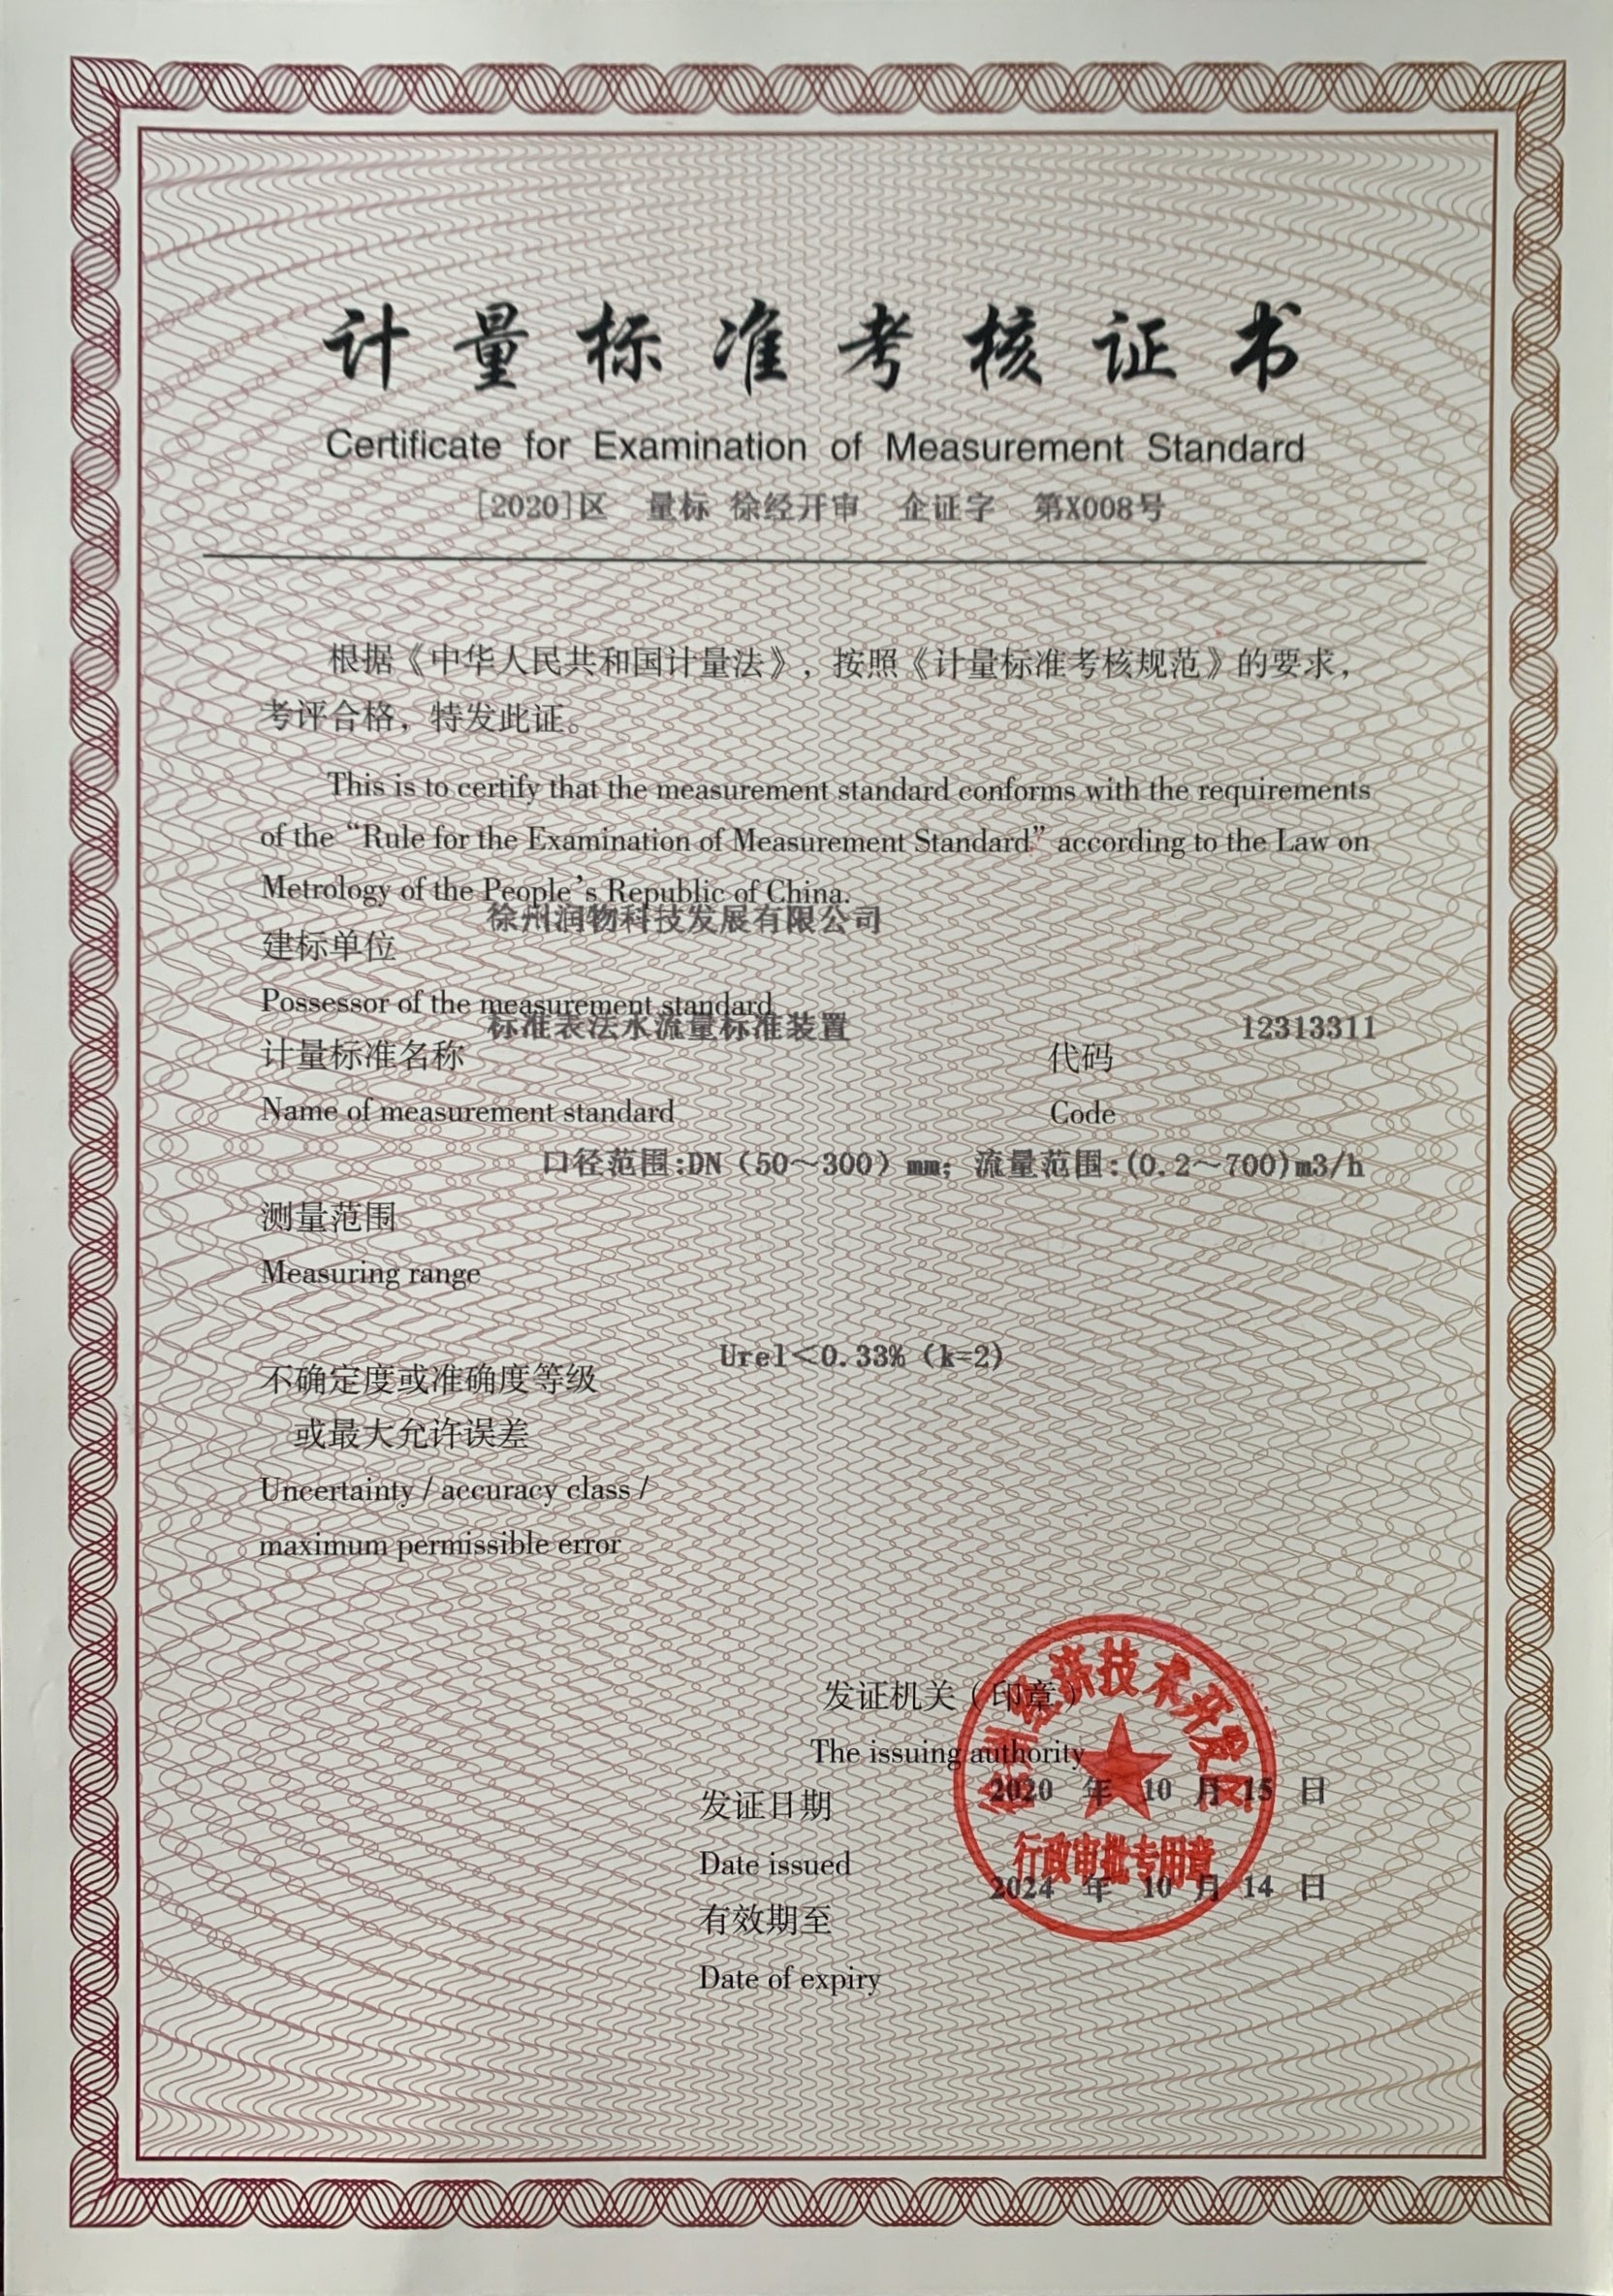 计量标准考核证书
Certificate for Examination of Measurement Standard
[2020]区 量标 徐经开审 企证字 第X008号
根据《中华人民共和国计量法》，按照《计量标准考核规范》的要求，
考评合格，特发此证。
This is to certify that the measurement standard conforms with the requirements
of the “Rule for the Examination of Measurement Standard” according to the Law on
Metrology of the People’s Republic of China.
徐州润物科技发展有限公司
建标单位
Possessor of the measurement standard
标准表法水流量标准装置 12313311
计量标准名称 代码
Name of measurement standard Code
口径范围:DN（50～300）mm；流量范围:(0.2～700)m3/h
测量范围
Measuring range
Urel＜0.33%（k=2）
不确定度或准确度等级
或最大允许误差
Uncertainty / accuracy class /
maximum permissible error
发证机关（印章）
The issuing authority
徐州经济技术开发区
行政审批专用章
2020 年 10 月 15 日
发证日期
Date issued
2024 年 10 月 14 日
有效期至
Date of expiry